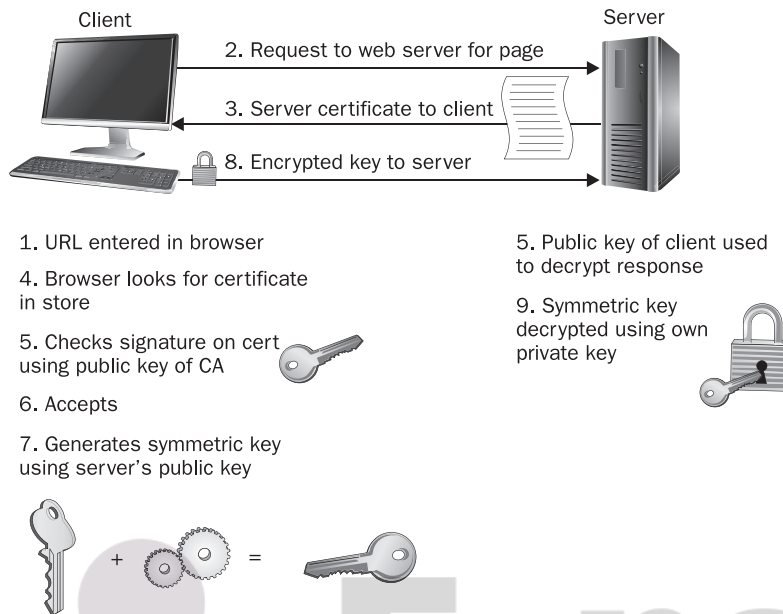 Client
Server
2. Request to web server for page
3. Server certificate to client
8. Encrypted key to server
1. URL entered in browser
4. Browser looks for certificate
in store
5. Checks signature on cert
using public key of CA
6. Accepts
7. Generates symmetric key
using server's public key
+
=
5. Public key of client used
to decrypt response
9. Symmetric key
decrypted using own
private key